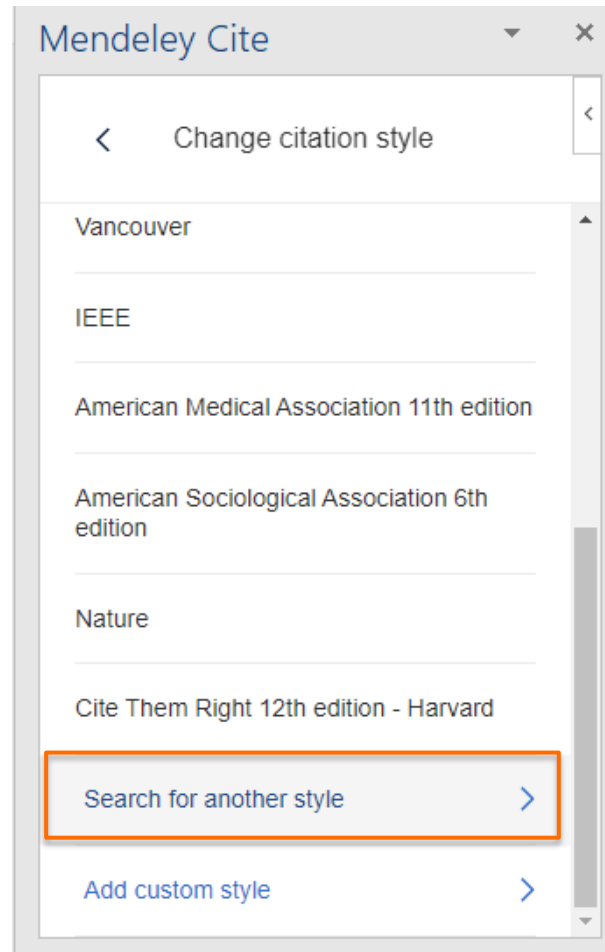 Mendeley Cite
Change citation style
Vancouver
IEEE
American Medical Association 11th edition
American Sociological Association 6th
edition
Nature
Cite Them Right 12th edition - Harvard
Search for another style
Add custom style